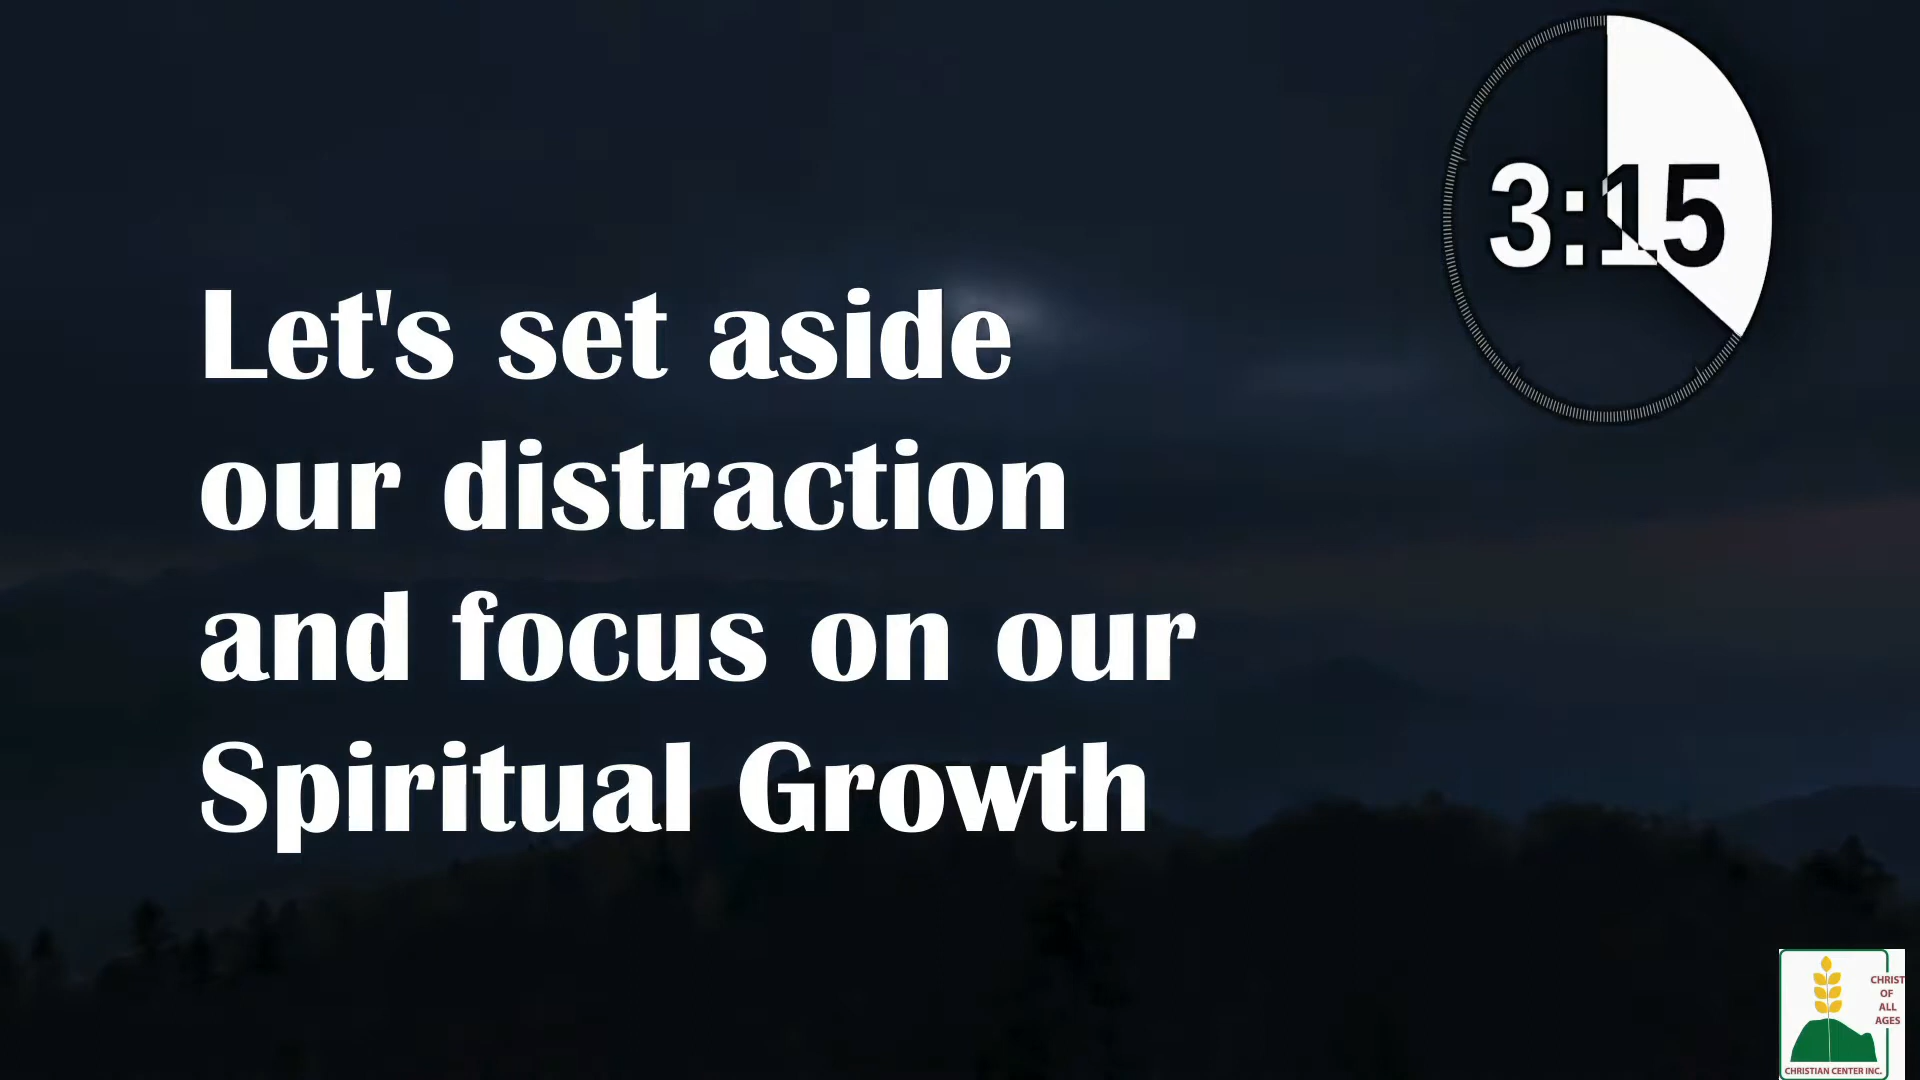 3:15
Let's set aside
our distraction
and focus on our
Spiritual Growth
CHRIST
OF
ALL
AGES
CHRISTIAN CENTER INC.